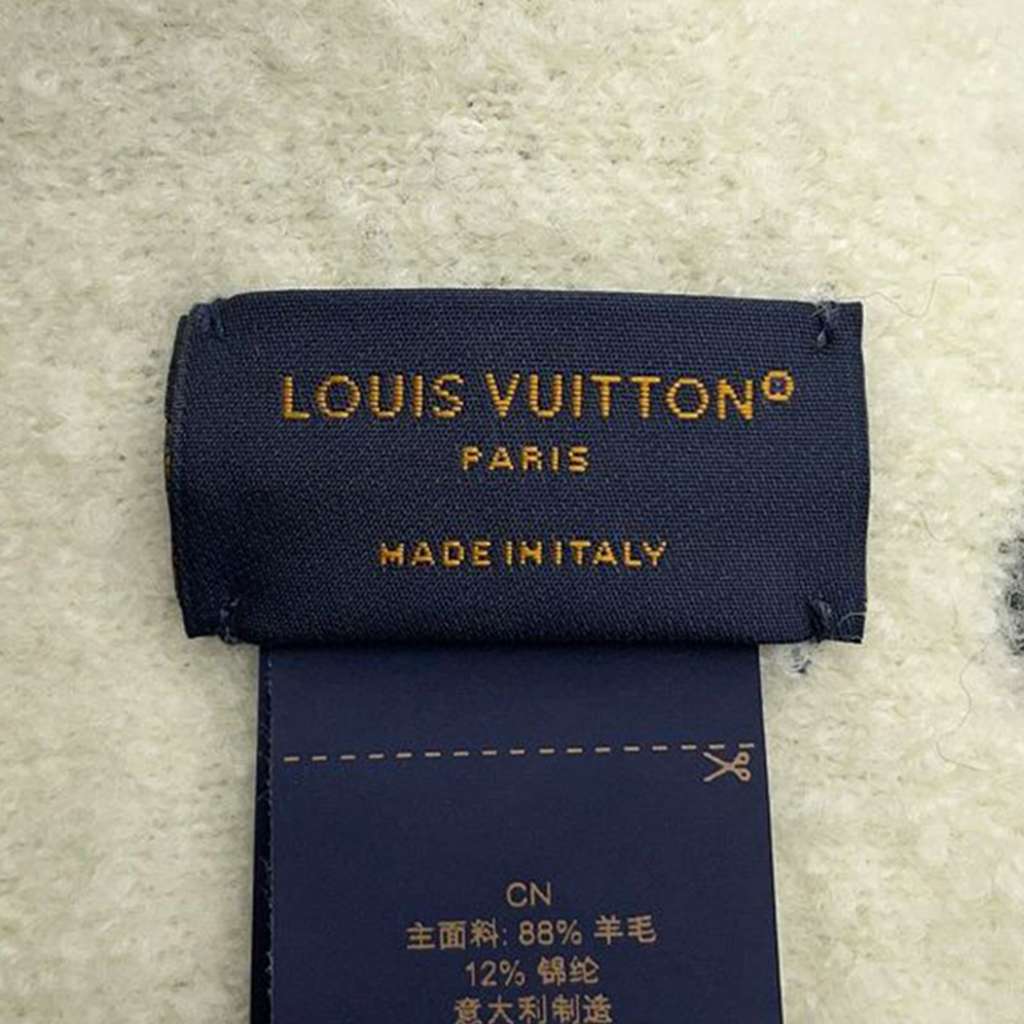 LOUIS VUITTON®
PARIS
MADE IN ITALY
CN
主面料: 88% 羊毛
12% 锦纶
意大利制造